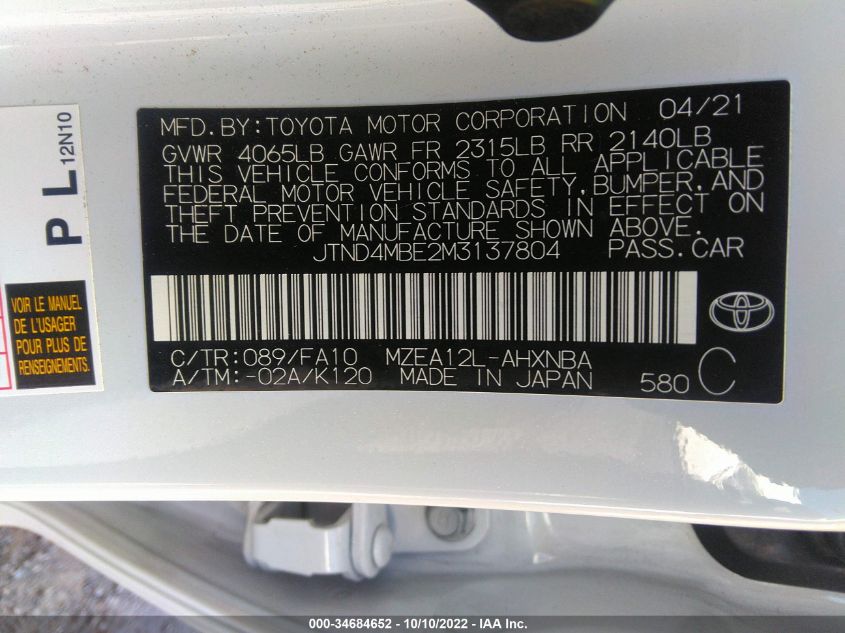 P L 12N10
VOIR LE MANUEL
DE L'USAGER
POUR PLUS DE
RENSEIGNEMENTS.
MFD.BY:TOYOTA MOTOR CORPORATION 04/21
GVWR 4065LB GAWR FR 2315LB RR 2140LB
THIS VEHICLE CONFORMS TO ALL APPLICABLE
FEDERAL MOTOR VEHICLE SAFETY,BUMPER,AND
THEFT PREVENTION STANDARDS IN EFFECT ON
THE DATE OF MANUFACTURE SHOWN ABOVE.
JTND4MBE2M3137804 PASS.CAR
C/TR:089/FA10 MZEA12L-AHXNBA
A/TM:-02A/K120 MADE IN JAPAN 580 C
000-34684652 - 10/10/2022 - IAA Inc.